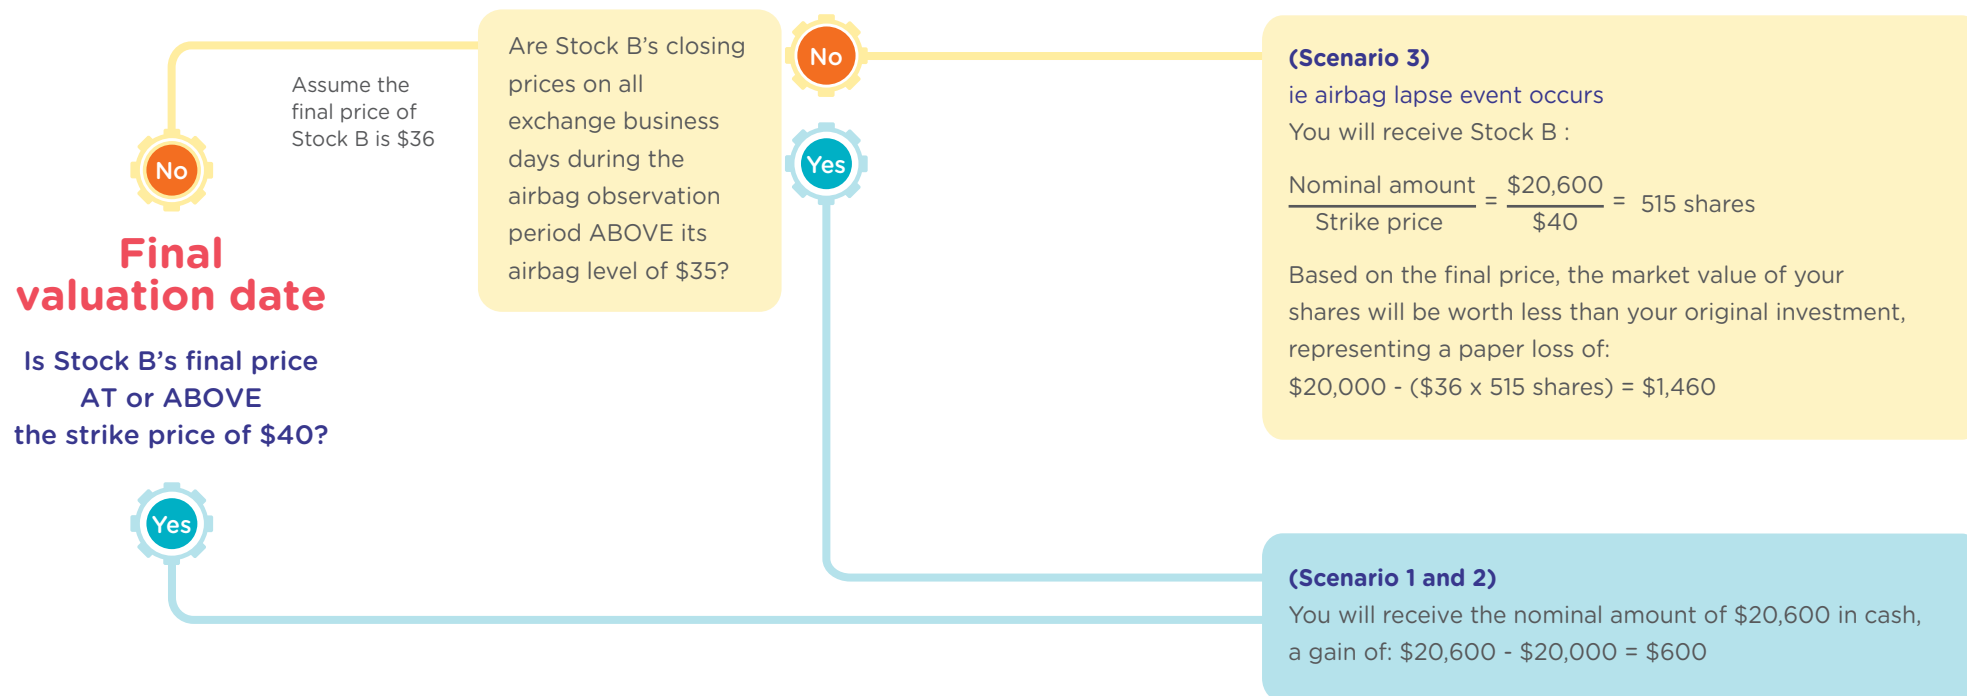 Final
valuation date
Is Stock B’s final price
AT or ABOVE
the strike price of $40?
No
Assume the
final price of
Stock B is $36
Are Stock B’s closing
prices on all
exchange business
days during the
airbag observation
period ABOVE its
airbag level of $35?
No
(Scenario 3)
ie airbag lapse event occurs
You will receive Stock B :
Nominal amount
Strike price
=
$20,600
$40
= 515 shares
Based on the final price, the market value of your
shares will be worth less than your original investment,
representing a paper loss of:
$20,000 - ($36 x 515 shares) = $1,460
Yes
Yes
(Scenario 1 and 2)
You will receive the nominal amount of $20,600 in cash,
a gain of: $20,600 - $20,000 = $600